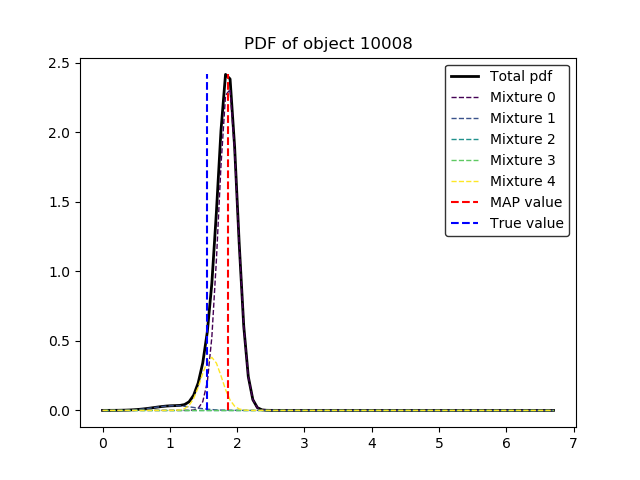 PDF of object 10008
2.5
2.0
1.5
1.0
0.5
0.0
0 1 2 3 4 5 6 7
Total pdf
Mixture 0
Mixture 1
Mixture 2
Mixture 3
Mixture 4
MAP value
True value